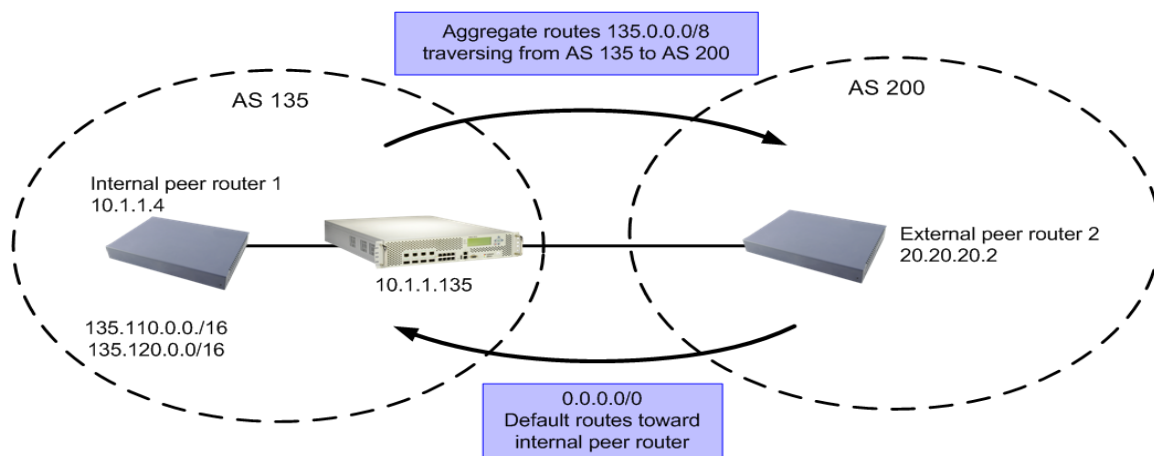 Aggregate routes 135.0.0.0/8
traversing from AS 135 to AS 200
AS 135
AS 200
Internal peer router 1
10.1.1.4
External peer router 2
20.20.20.2
10.1.1.135
135.110.0.0./16
135.120.0.0/16
0.0.0.0/0
Default routes toward
internal peer router